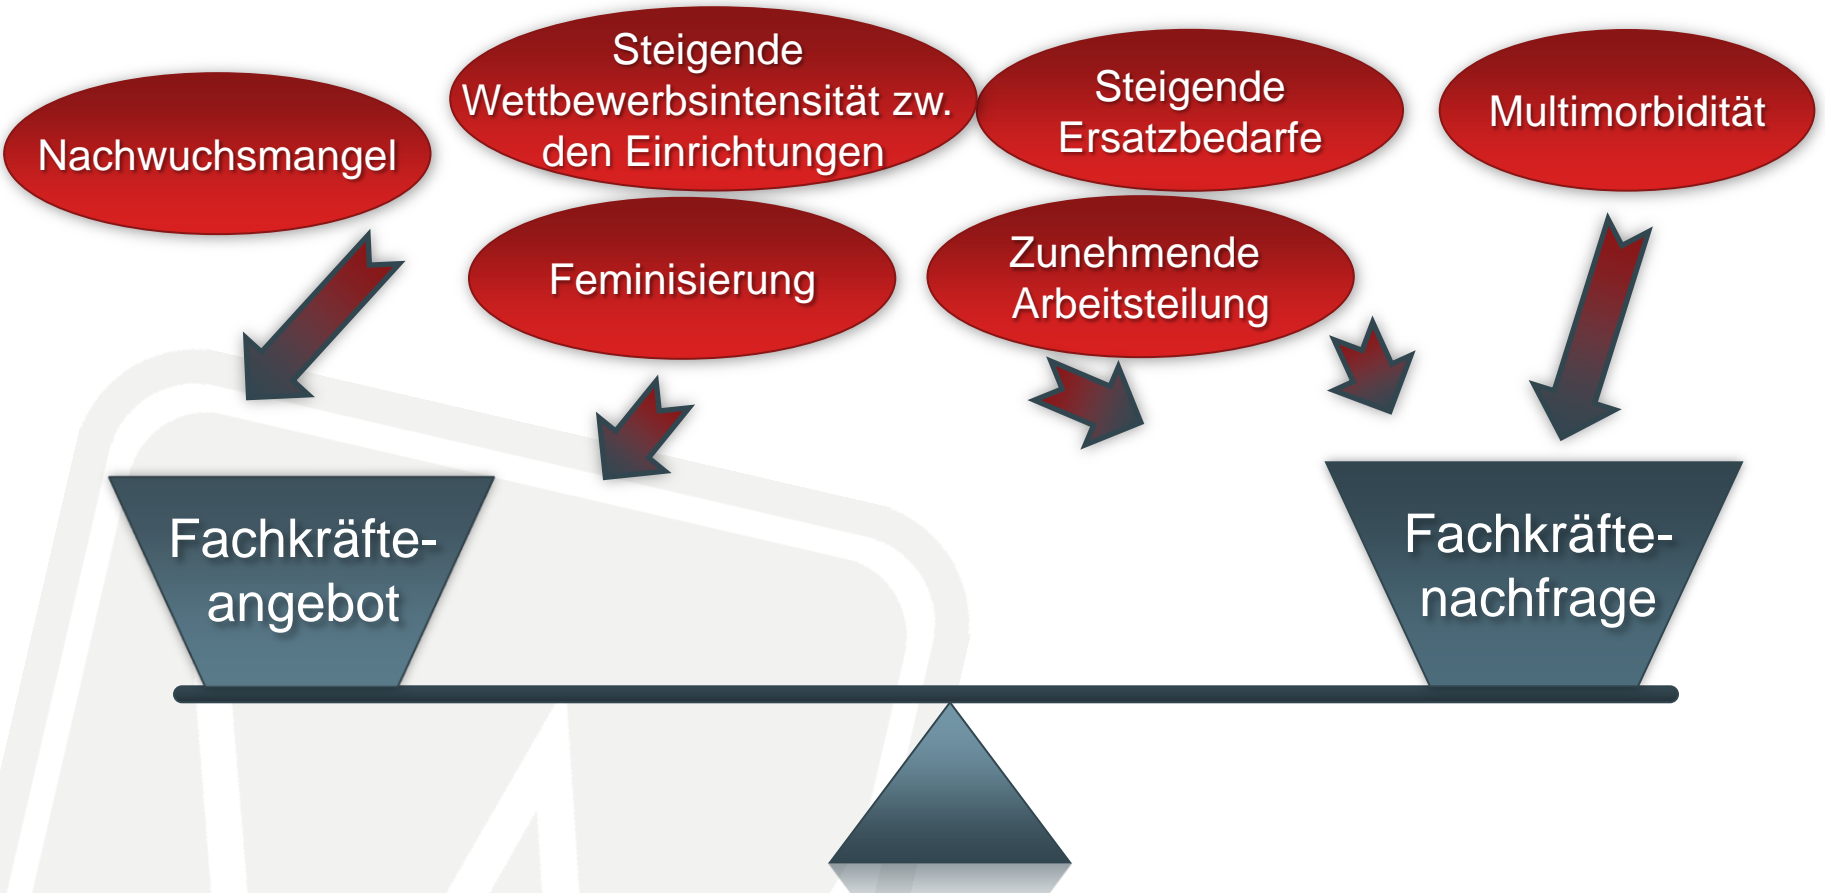 Nachwuchsmangel
Steigende
Wettbewerbsintensität zw.
den Einrichtungen
Steigende
Ersatzbedarfe
Multimorbidität
Feminisierung
Zunehmende
Arbeitsteilung
Fachkräfte-
angebot
Fachkräfte-
nachfrage